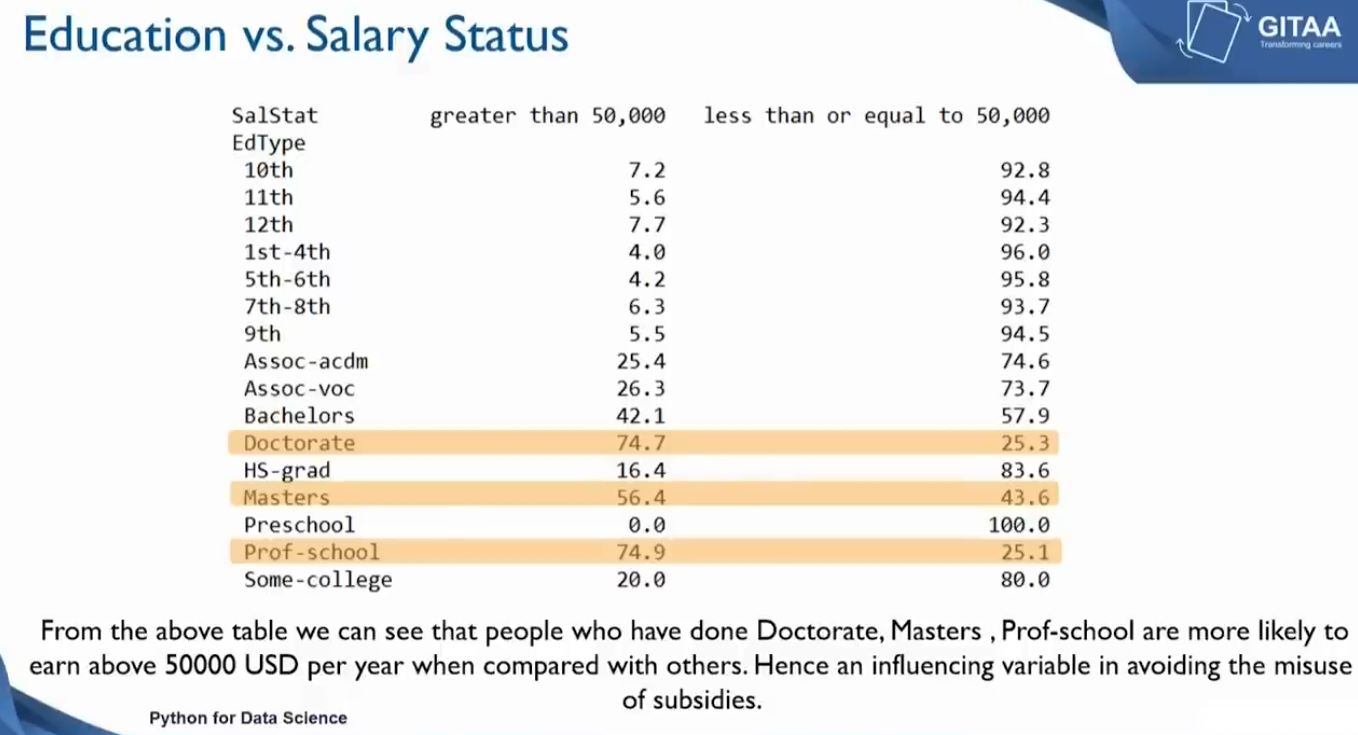 Education vs. Salary Status
GITAA
Transforming careers
SalStat greater than 50,000 less than or equal to 50,000
EdType
10th 7.2 92.8
11th 5.6 94.4
12th 7.7 92.3
1st-4th 4.0 96.0
5th-6th 4.2 95.8
7th-8th 6.3 93.7
9th 5.5 94.5
Assoc-acdm 25.4 74.6
Assoc-voc 26.3 73.7
Bachelors 42.1 57.9
Doctorate 74.7 25.3
HS-grad 16.4 83.6
Masters 56.4 43.6
Preschool 0.0 100.0
Prof-school 74.9 25.1
Some-college 20.0 80.0
From the above table we can see that people who have done Doctorate, Masters , Prof-school are more likely to
earn above 50000 USD per year when compared with others. Hence an influencing variable in avoiding the misuse
of subsidies.
Python for Data Science